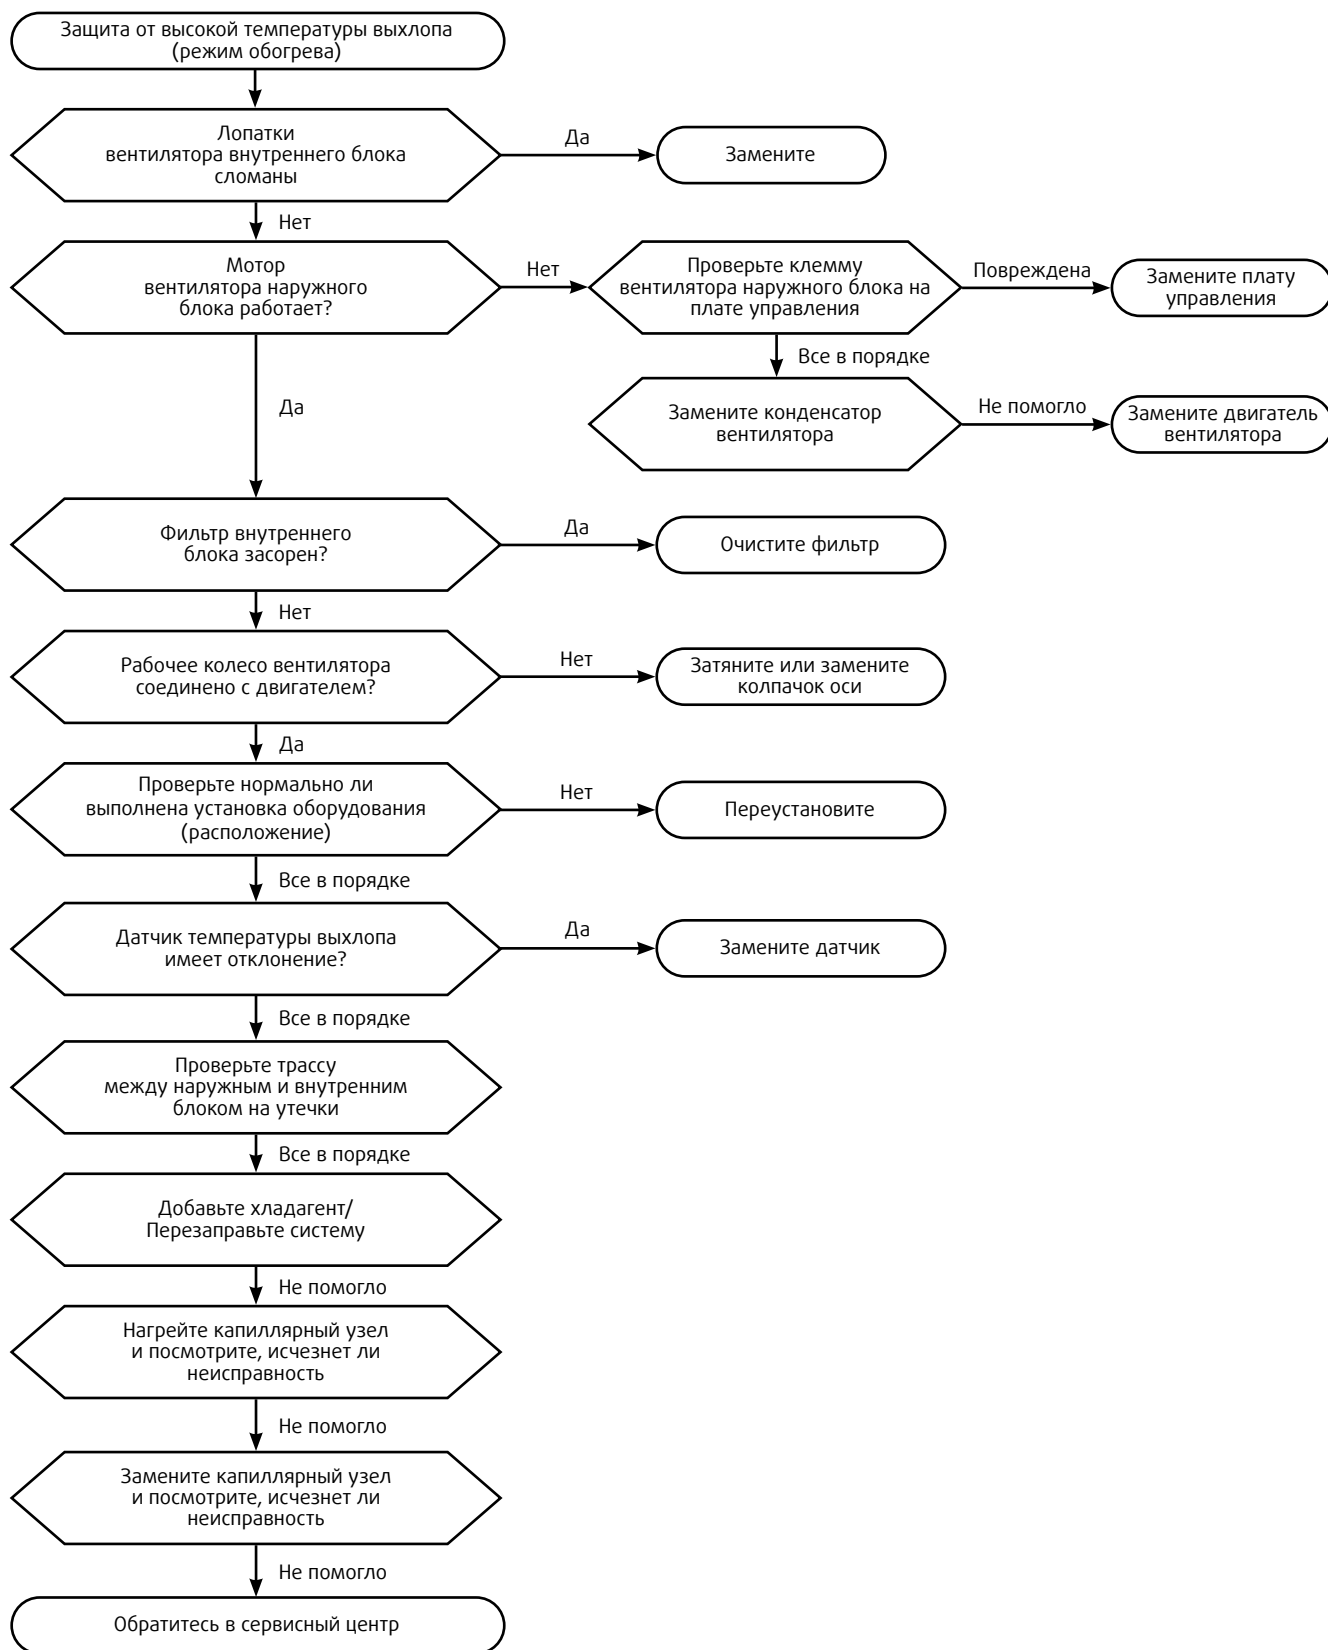 Защита от высокой температуры выхлопа
(режим обогрева)
Лопатки
вентилятора внутреннего блока
сломаны
Да
Замените
Нет
Мотор
вентилятора наружного
блока работает?
Нет
Проверьте клемму
вентилятора наружного блока на
плате управления
Повреждена
Замените плату
управления
Все в порядке
Да
Замените конденсатор
вентилятора
Не помогло
Замените двигатель
вентилятора
Фильтр внутреннего
блока засорен?
Да
Очистите фильтр
Нет
Рабочее колесо вентилятора
соединено с двигателем?
Нет
Затяните или замените
колпачок оси
Да
Проверьте нормально ли
выполнена установка оборудования
(расположение)
Нет
Переустановите
Все в порядке
Датчик температуры выхлопа
имеет отклонение?
Да
Замените датчик
Все в порядке
Проверьте трассу
между наружным и внутренним
блоком на утечки
Все в порядке
Добавьте хладагент/
Перезаправьте систему
Не помогло
Нагрейте капиллярный узел
и посмотрите, исчезнет ли
неисправность
Не помогло
Замените капиллярный узел
и посмотрите, исчезнет ли
неисправность
Не помогло
Обратитесь в сервисный центр